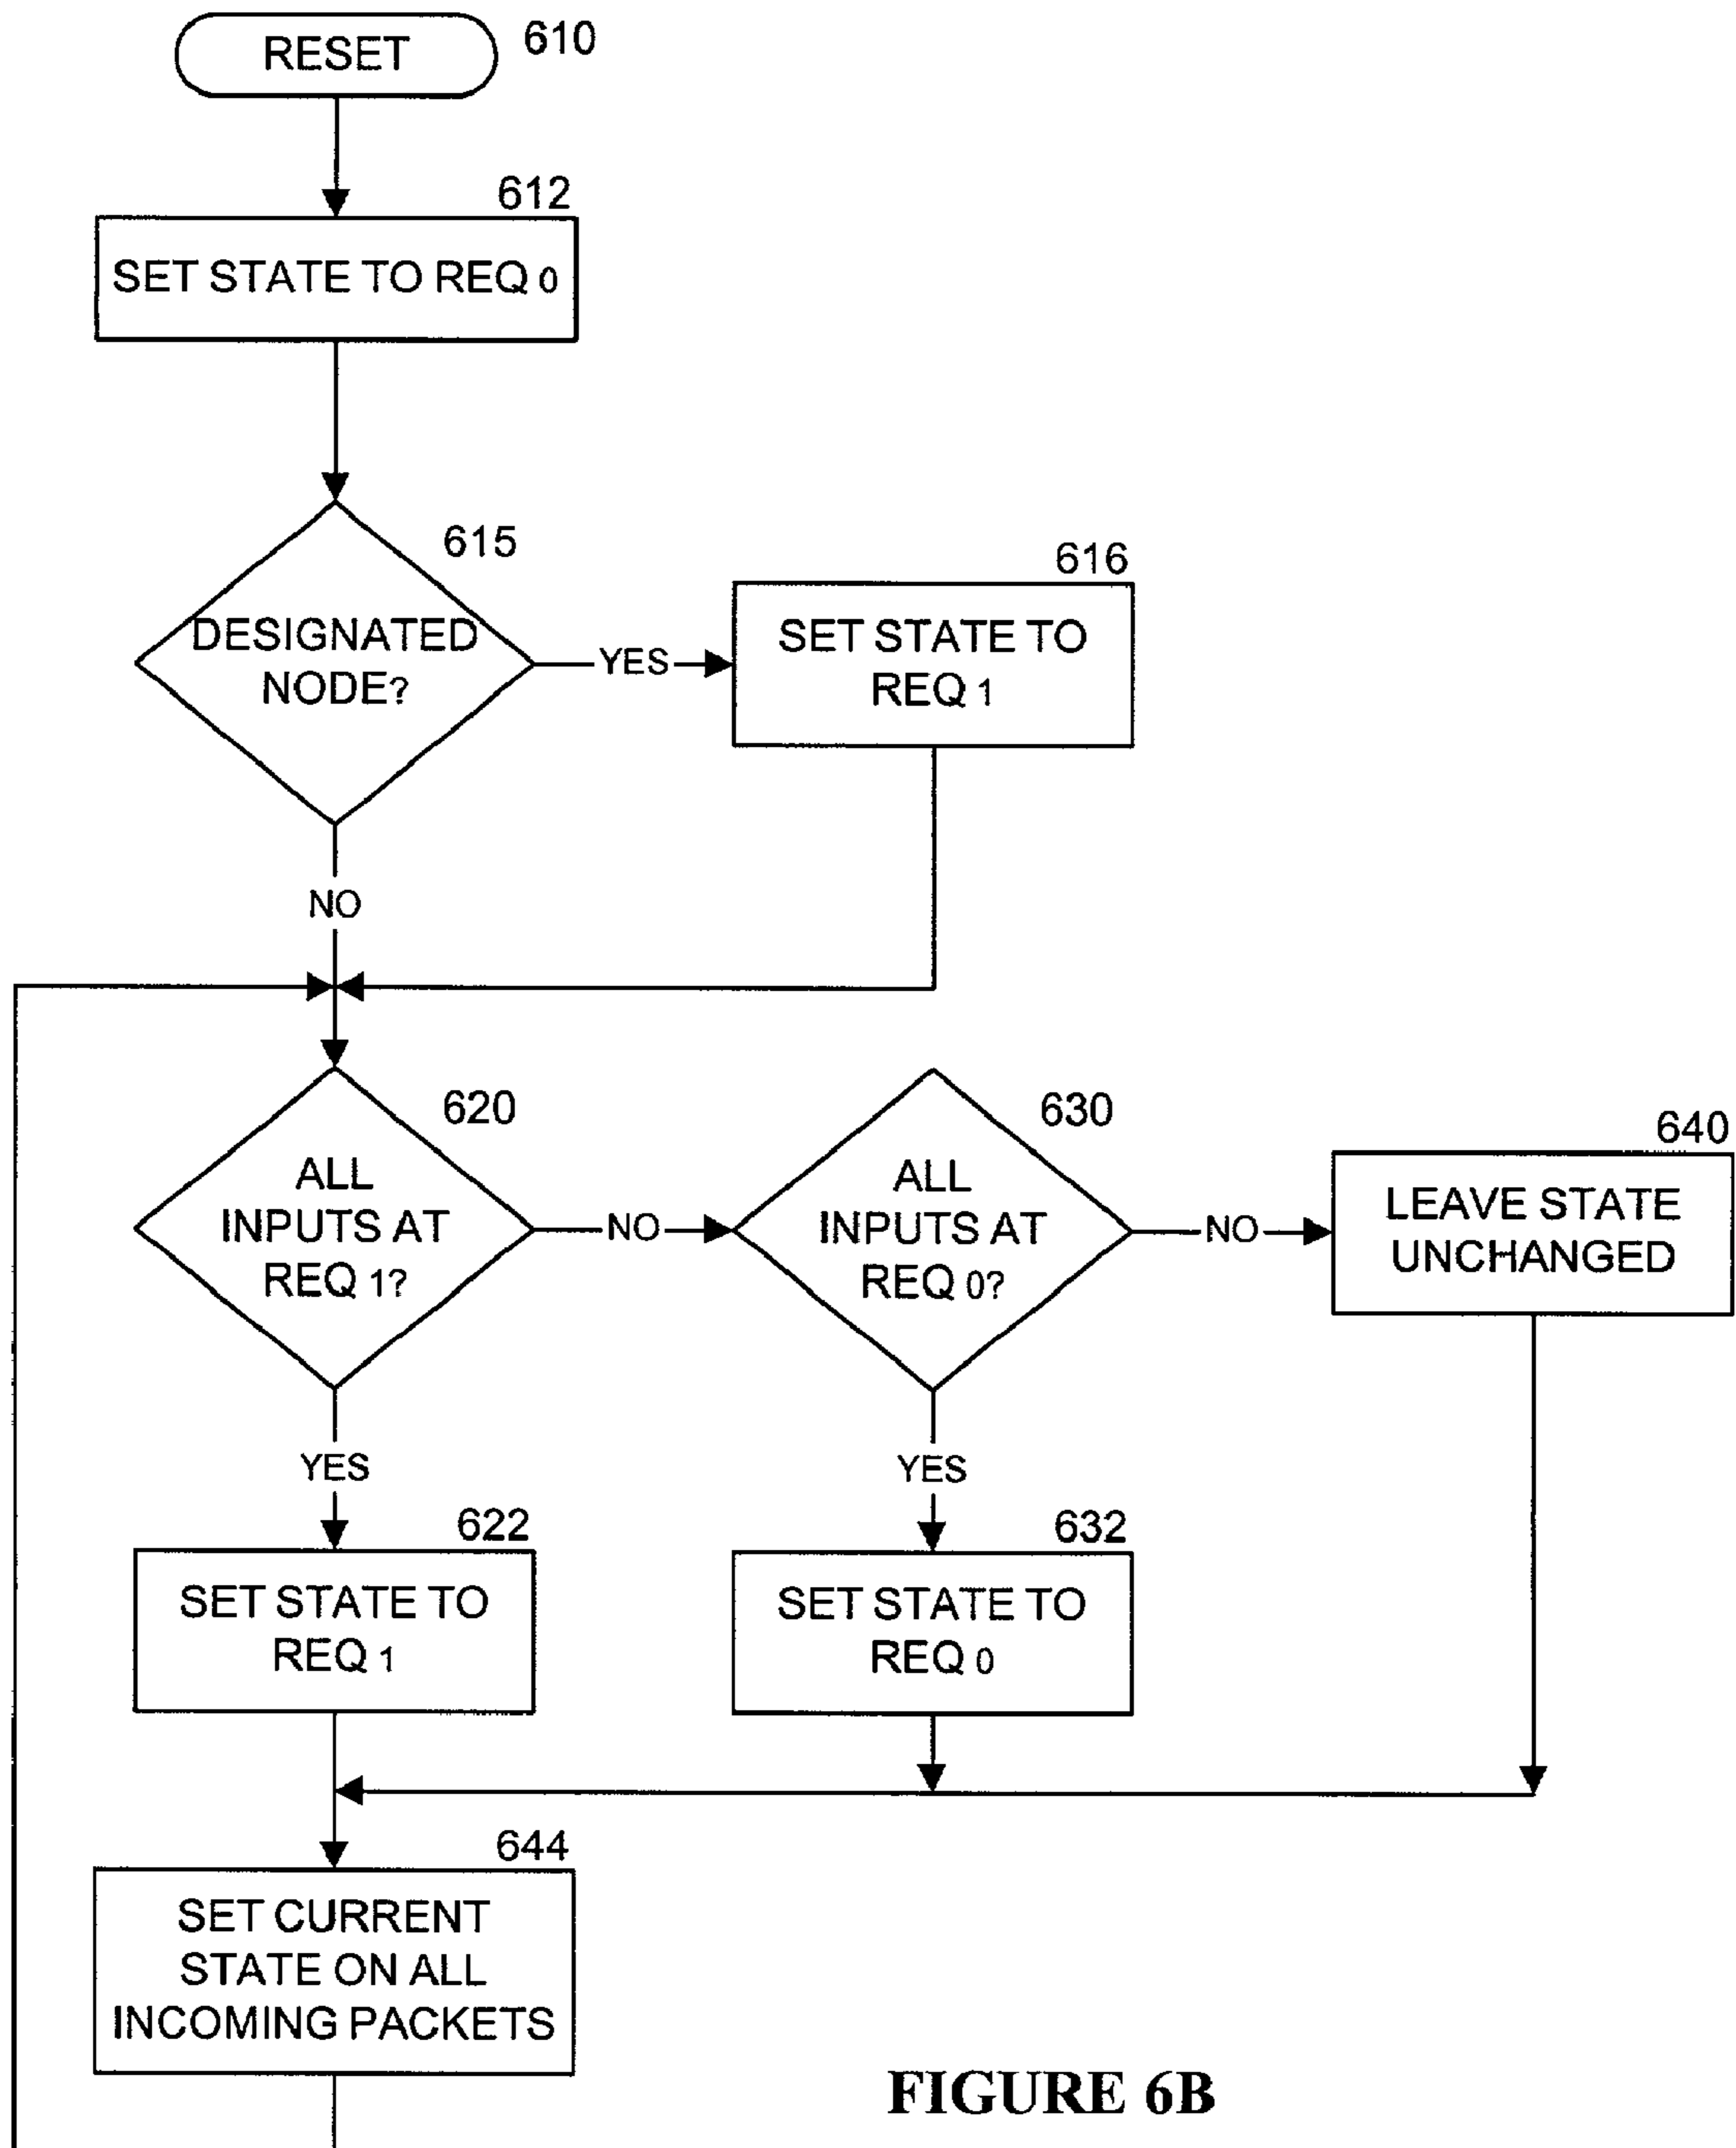 RESET
610
612
SET STATE TO REQ 0
615
DESIGNATED
NODE?
YES
616
SET STATE TO
REQ 1
NO
620
ALL
INPUTS AT
REQ 1?
NO
630
ALL
INPUTS AT
REQ 0?
NO
640
LEAVE STATE
UNCHANGED
YES
YES
622
SET STATE TO
REQ 1
632
SET STATE TO
REQ 0
644
SET CURRENT
STATE ON ALL
INCOMING PACKETS
FIGURE 6B